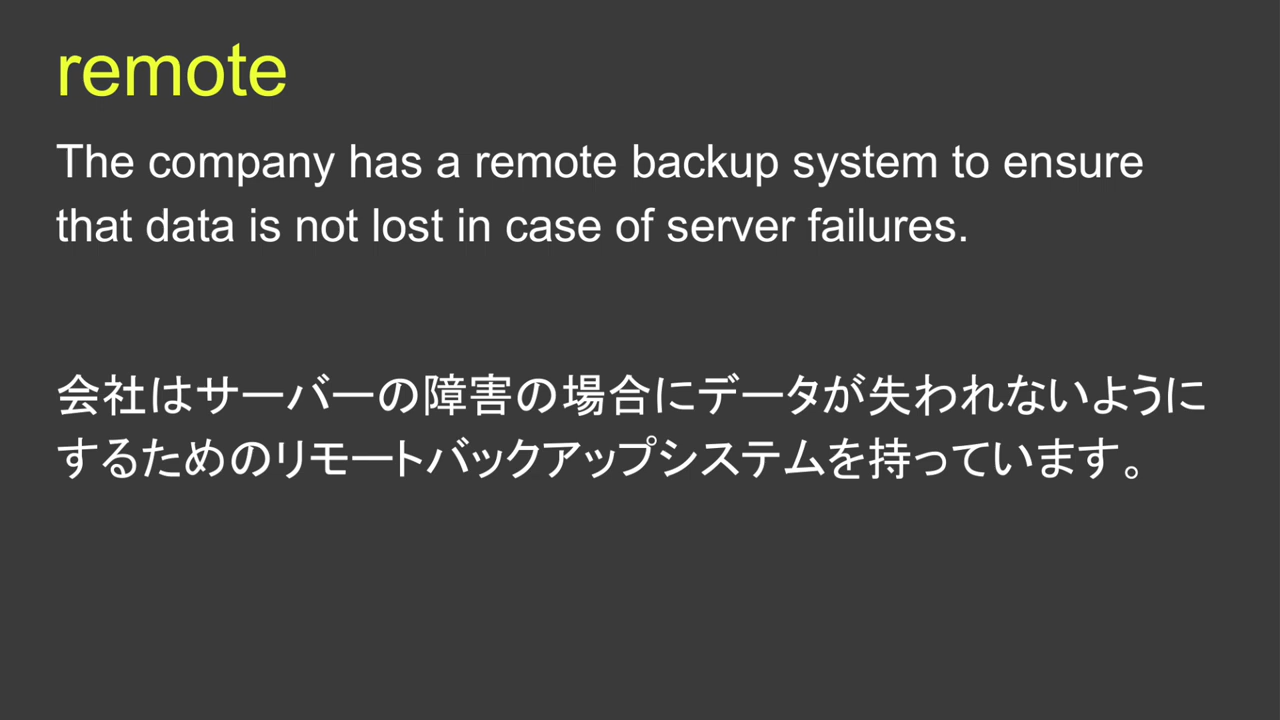 remote
The company has a remote backup system to ensure
that data is not lost in case of server failures.
会社はサーバーの障害の場合にデータが失われないように
するためのリモートバックアップシステムを持っています。